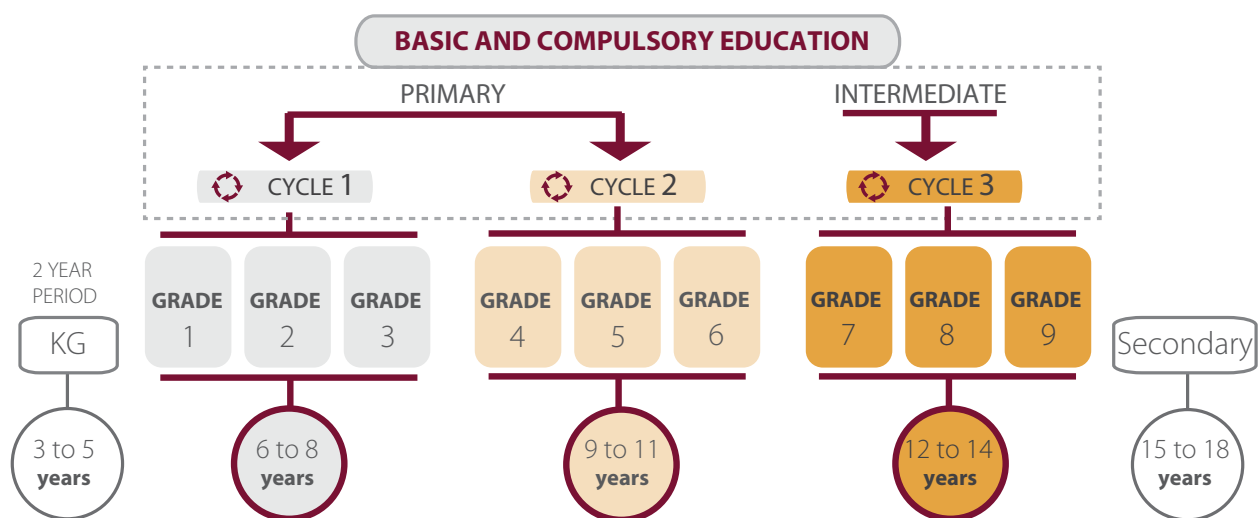 BASIC AND COMPULSORY EDUCATION
PRIMARY
INTERMEDIATE
CYCLE 1
CYCLE 2
CYCLE 3
2 YEAR
PERIOD
KG
GRADE
1
GRADE
2
GRADE
3
GRADE
4
GRADE
5
GRADE
6
GRADE
7
GRADE
8
GRADE
9
Secondary
3 to 5
years
6 to 8
years
9 to 11
years
12 to 14
years
15 to 18
years